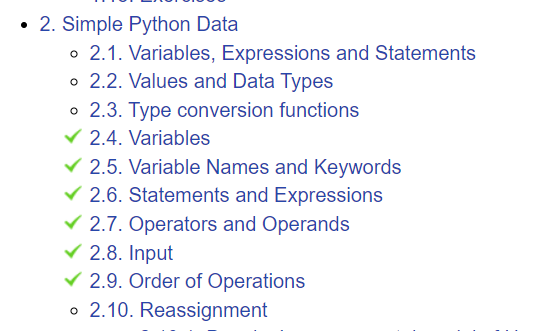 2. Simple Python Data
2.1. Variables, Expressions and Statements
2.2. Values and Data Types
2.3. Type conversion functions
2.4. Variables
2.5. Variable Names and Keywords
2.6. Statements and Expressions
2.7. Operators and Operands
2.8. Input
2.9. Order of Operations
2.10. Reassignment